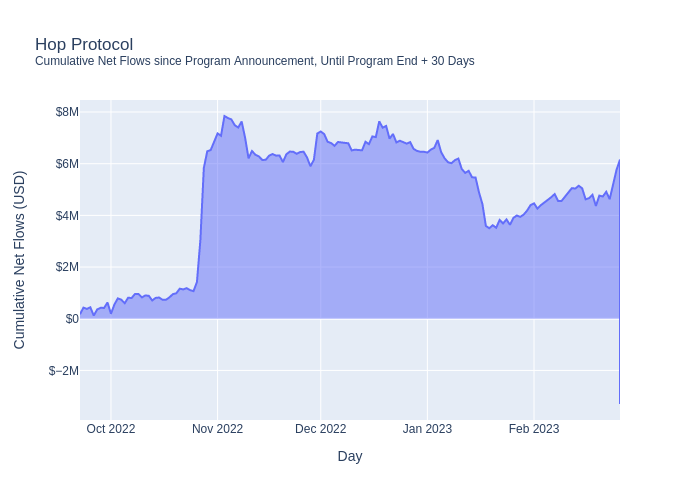 Hop Protocol
Cumulative Net Flows since Program Announcement, Until Program End + 30 Days
Cumulative Net Flows (USD)
$8M
$6M
$4M
$2M
$0
$−2M
Oct 2022
Nov 2022
Dec 2022
Jan 2023
Feb 2023
Day